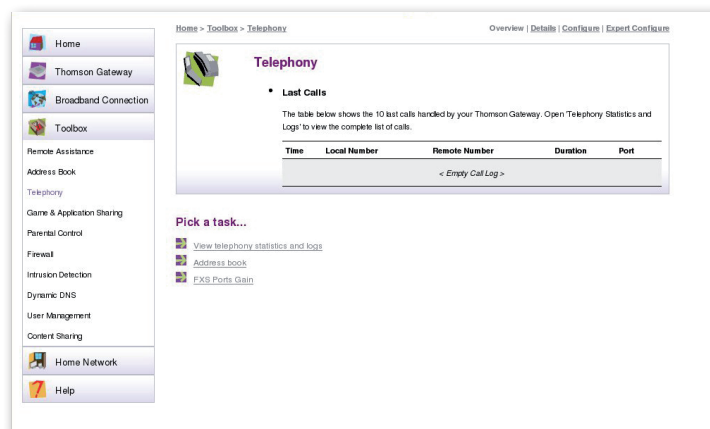 Home > Toolbox > Telephony
Overview | Details | Configure | Expert Configure
Home
Thomson Gateway
Broadband Connection
Toolbox
Remote Assistance
Address Book
Telephony
Game & Application Sharing
Parental Control
Firewall
Intrusion Detection
Dynamic DNS
User Management
Content Sharing
Home Network
Help
Telephony
• Last Calls
The table below shows the 10 last calls handled by your Thomson Gateway. Open 'Telephony Statistics and
Logs' to view the complete list of calls.
Time Local Number Remote Number Duration Port
< Empty Call Log >
Pick a task...
View telephony statistics and logs
Address book
FXS Ports Gain